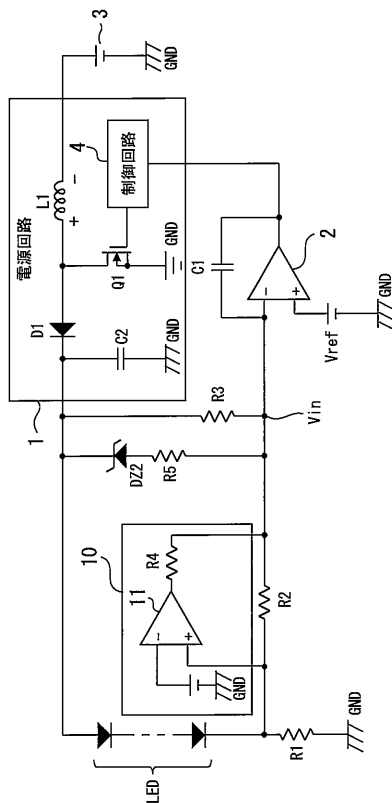 電源回路
1
D1
L1
+
-
3
GND
C2
GND
Q1
GND
制御回路
4
C1
2
-
+
Vref
GND
Vin
R3
DZ2
R5
10
11
R4
-
+
GND
R2
LED
R1
GND